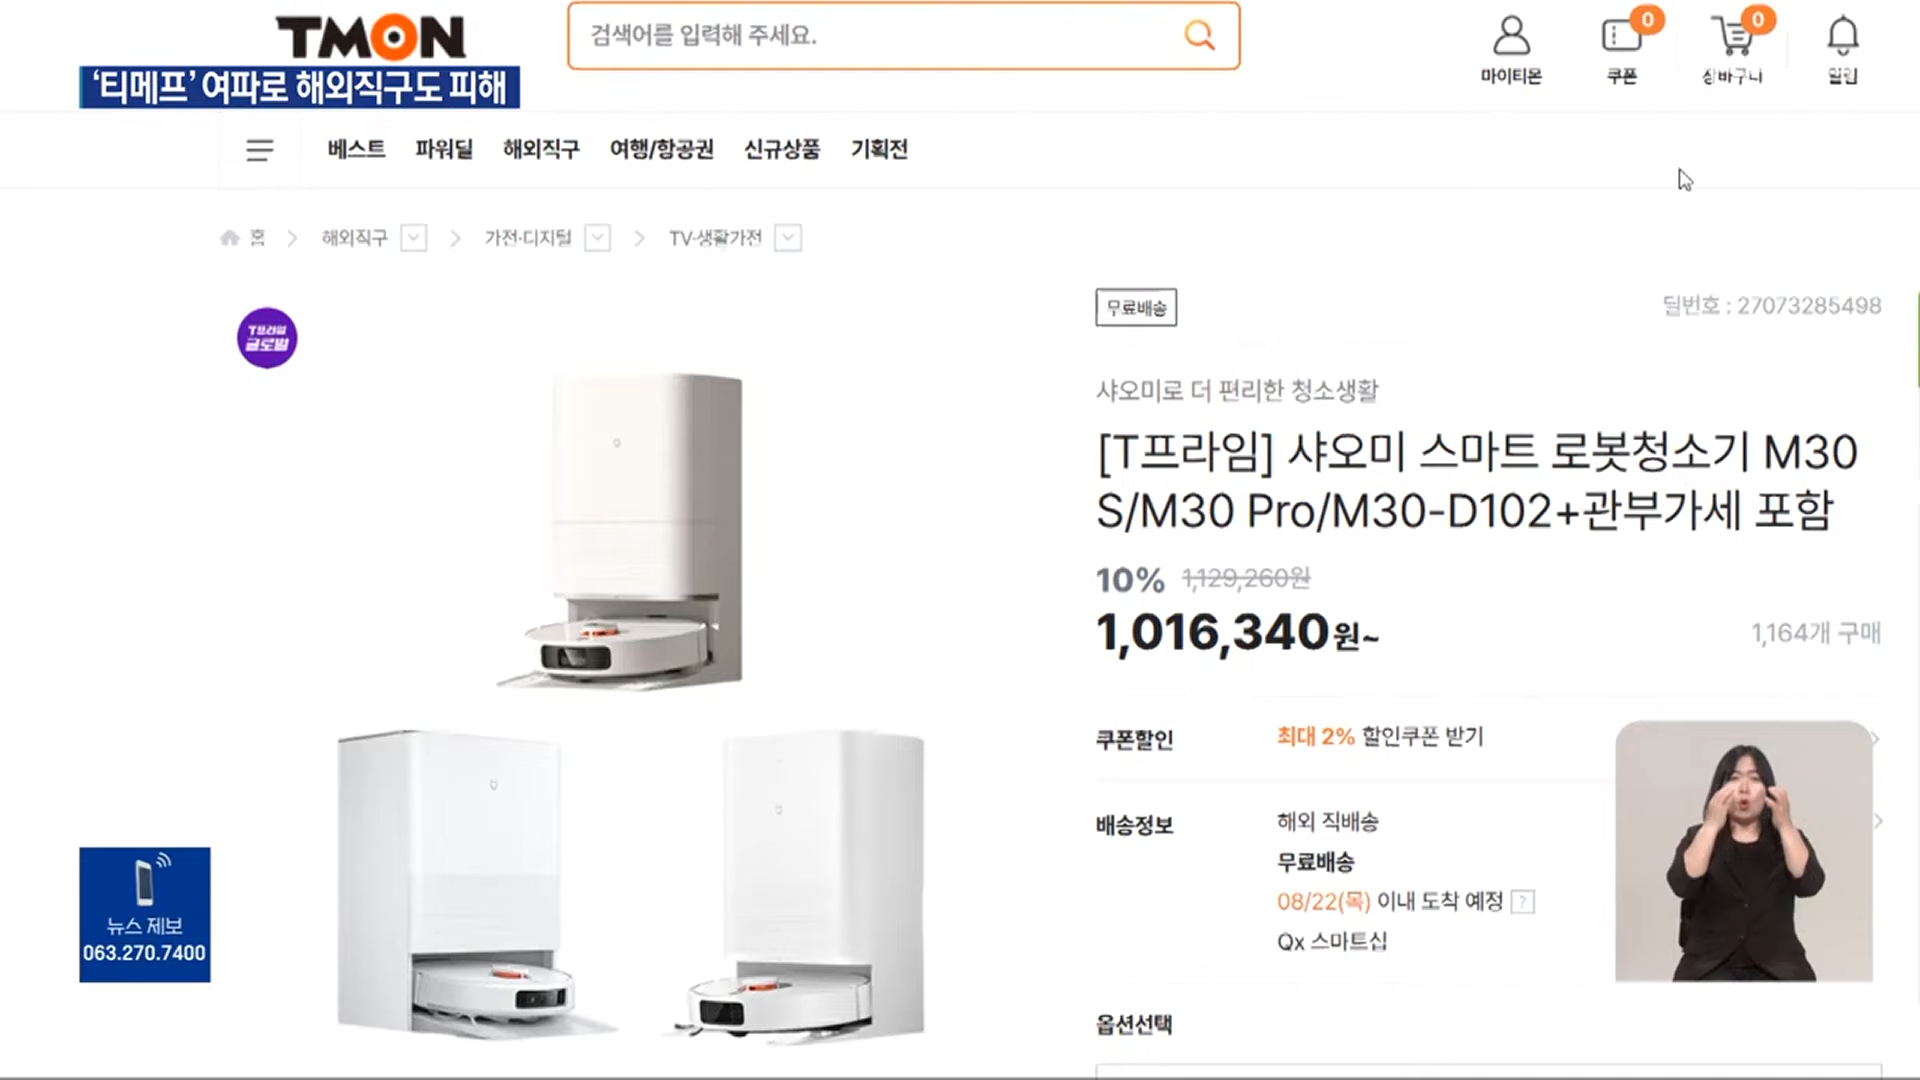 TMON
검색어를 입력해 주세요.
0
0
마이티몬
쿠폰
장바구니
알림
‘티메프’ 여파로 해외직구도 피해
베스트 파워딜 해외직구 여행/항공권 신규상품 기획전
홈 해외직구 가전·디지털 TV·생활가전
T프라임
글로벌
무료배송
딜번호 : 27073285498
샤오미로 더 편리한 청소생활
[T프라임] 샤오미 스마트 로봇청소기 M30
S/M30 Pro/M30-D102+관부가세 포함
10% 1,129,260원
1,016,340원~
1,164개 구매
쿠폰할인 최대 2% 할인쿠폰 받기
배송정보 해외 직배송
무료배송
08/22(목) 이내 도착 예정 ?
Qx 스마트십
옵션선택
뉴스 제보
063.270.7400